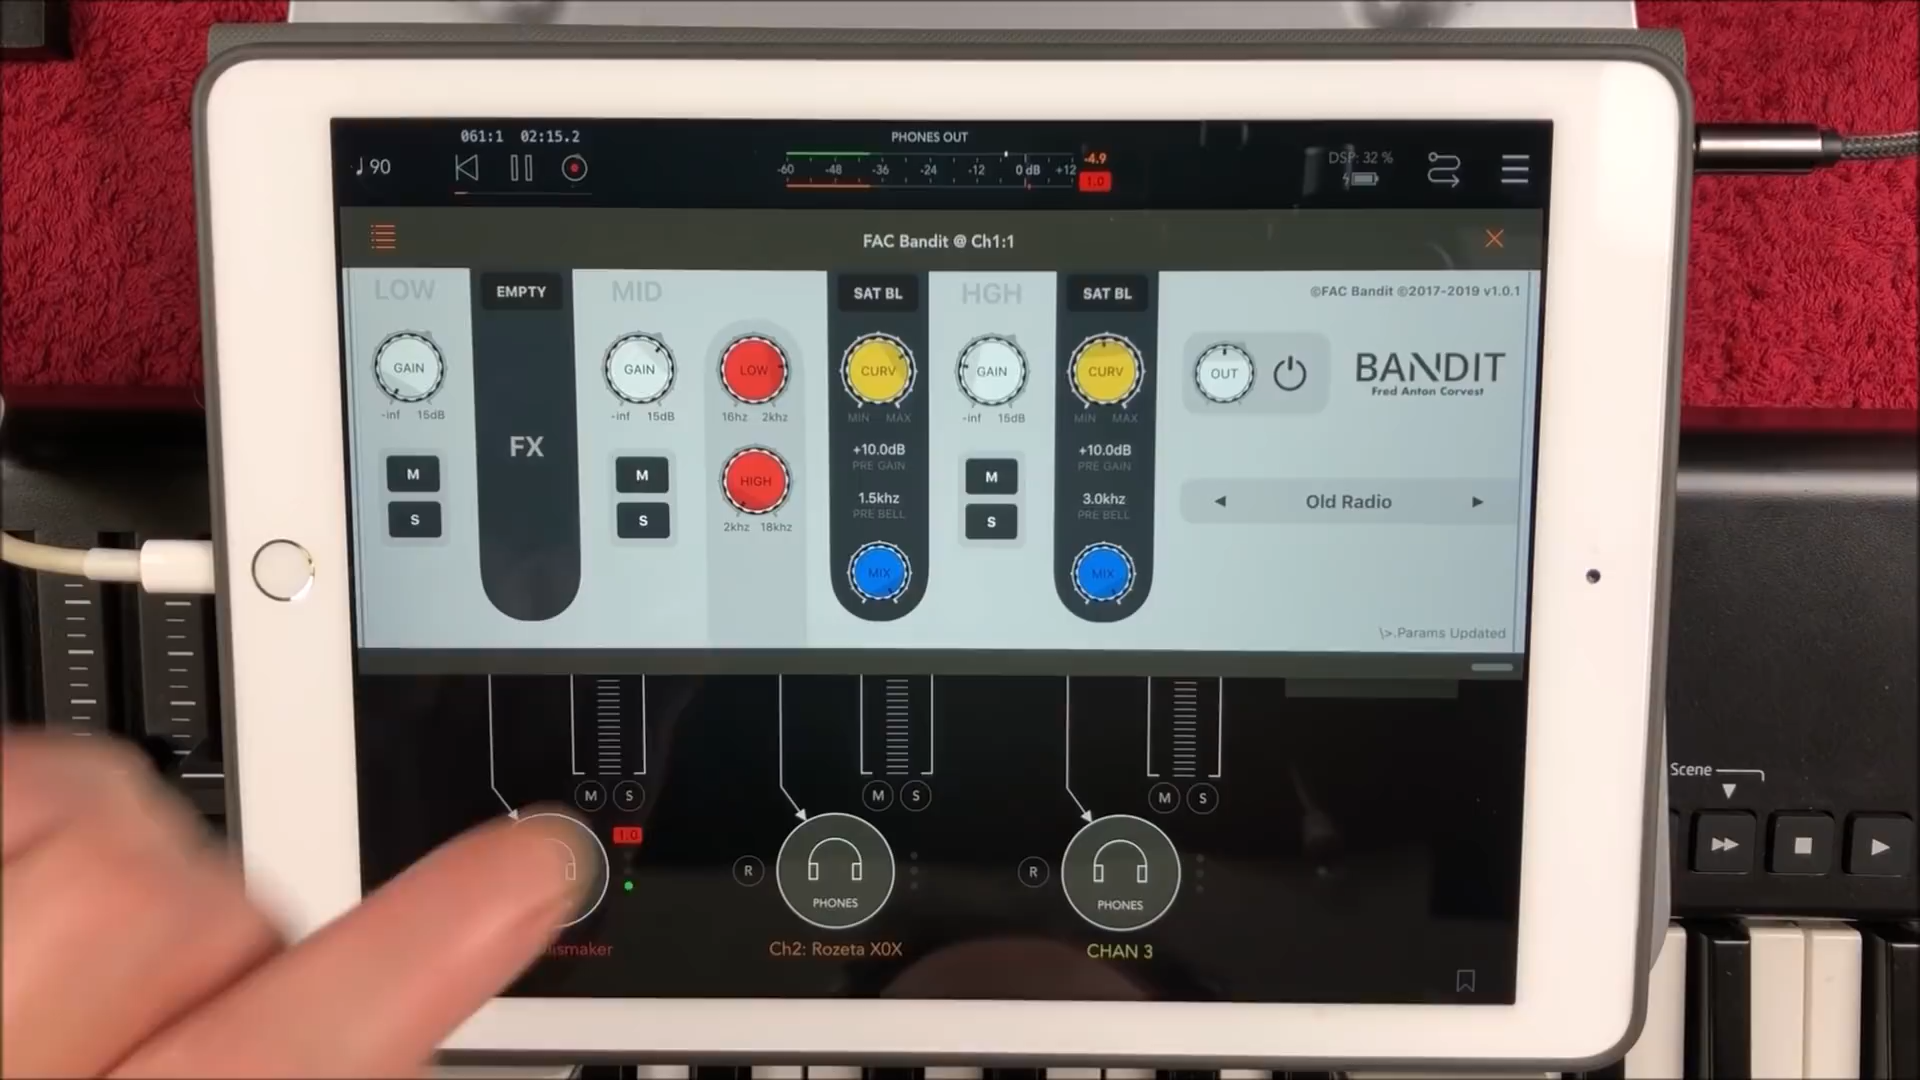 061:1 02:15.2
PHONES OUT
♩90
-60 -48 -36 -24 -12 0 dB +12
-4.9
1.0
DSP: 32 %
FAC Bandit @ Ch1:1
LOW
EMPTY
MID
SAT BL
HGH
SAT BL
©FAC Bandit ©2017-2019 v1.0.1
GAIN
-inf 15dB
GAIN
-inf 15dB
LOW
16hz 2khz
CURV
MIN MAX
GAIN
-inf 15dB
CURV
MIN MAX
OUT
BANDIT
Fred Anton Corvest
FX
M
S
M
S
HIGH
2khz 18khz
+10.0dB
PRE GAIN
1.5khz
PRE BELL
M
S
+10.0dB
PRE GAIN
3.0khz
PRE BELL
Old Radio
MIX
MIX
\>.Params Updated
M S
M S
M S
1.0
R
PHONES
R
PHONES
Ch2: Rozeta X0X
CHAN 3
Scene